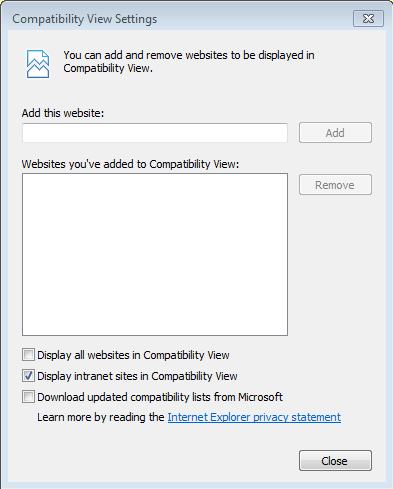 Compatibility View Settings
You can add and remove websites to be displayed in
Compatibility View.
Add this website:
Add
Websites you've added to Compatibility View:
Remove
Display all websites in Compatibility View
Display intranet sites in Compatibility View
Download updated compatibility lists from Microsoft
Learn more by reading the Internet Explorer privacy statement
Close